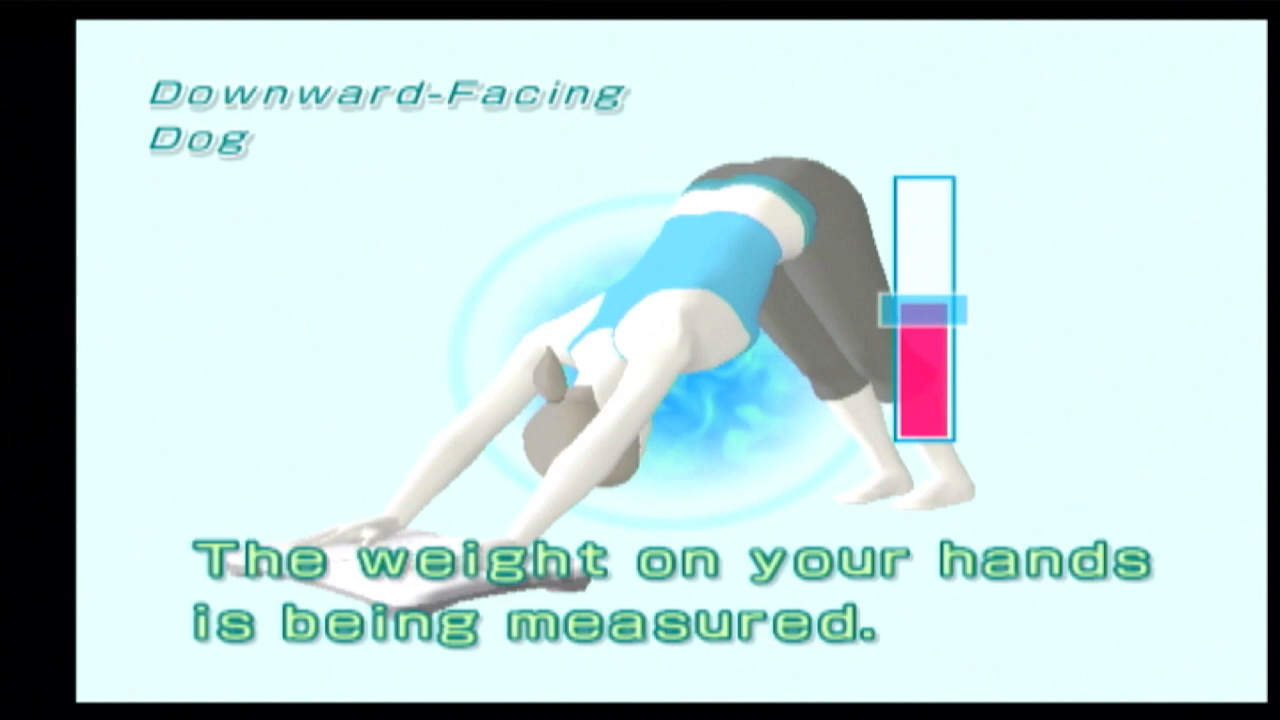 Downward-Facing
Dog
The weight on your hands
is being measured.